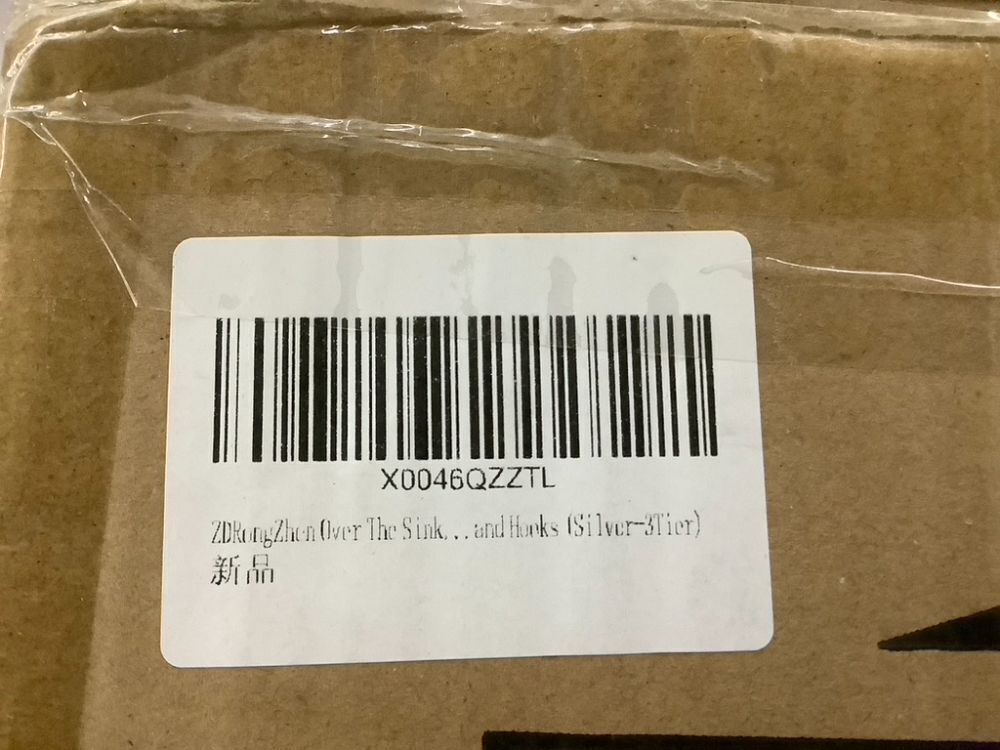 X0046QZZTL
ZDRongZhen Over The Sink...and Hooks (Silver-3Tier)
新品